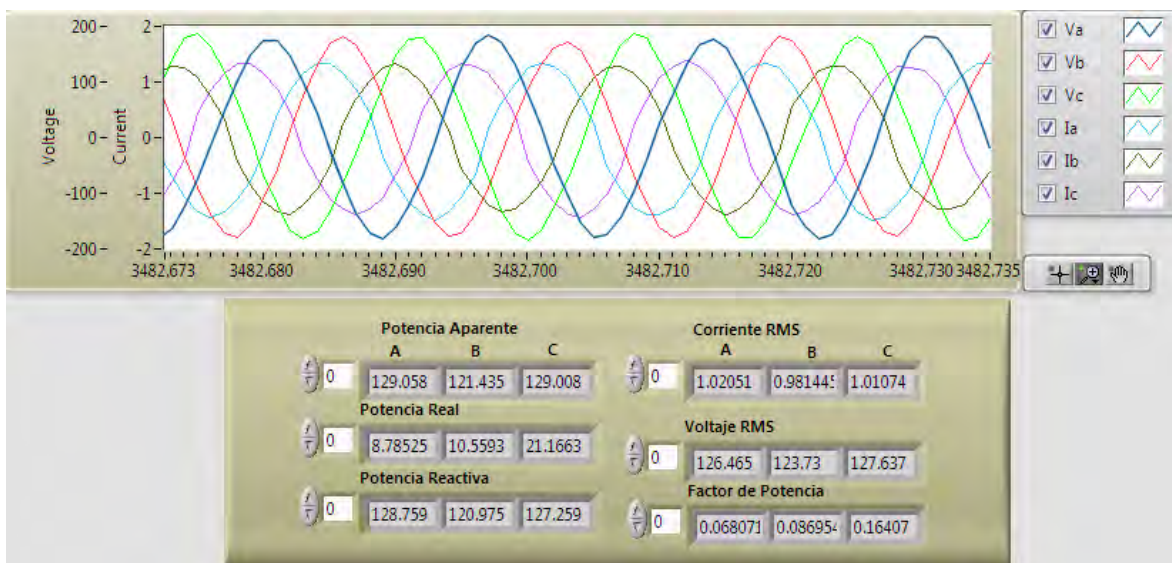 200 2 Va
Vb
100 1 Vc
0 0 Ia
Voltage Current
-100 -1 Ib
Ic
-200 -2
3482,673 3482,680 3482,690 3482,700 3482,710 3482,720 3482,730 3482,735
Potencia Aparente
A B C
0 129.058 121.435 129.008
Potencia Real
0 8.78525 10.5593 21.1663
Potencia Reactiva
0 128.759 120.975 127.259
Corriente RMS
A B C
0 1.02051 0.981445 1.01074
Voltaje RMS
0 126.465 123.73 127.637
Factor de Potencia
0 0.068071 0.086954 0.16407